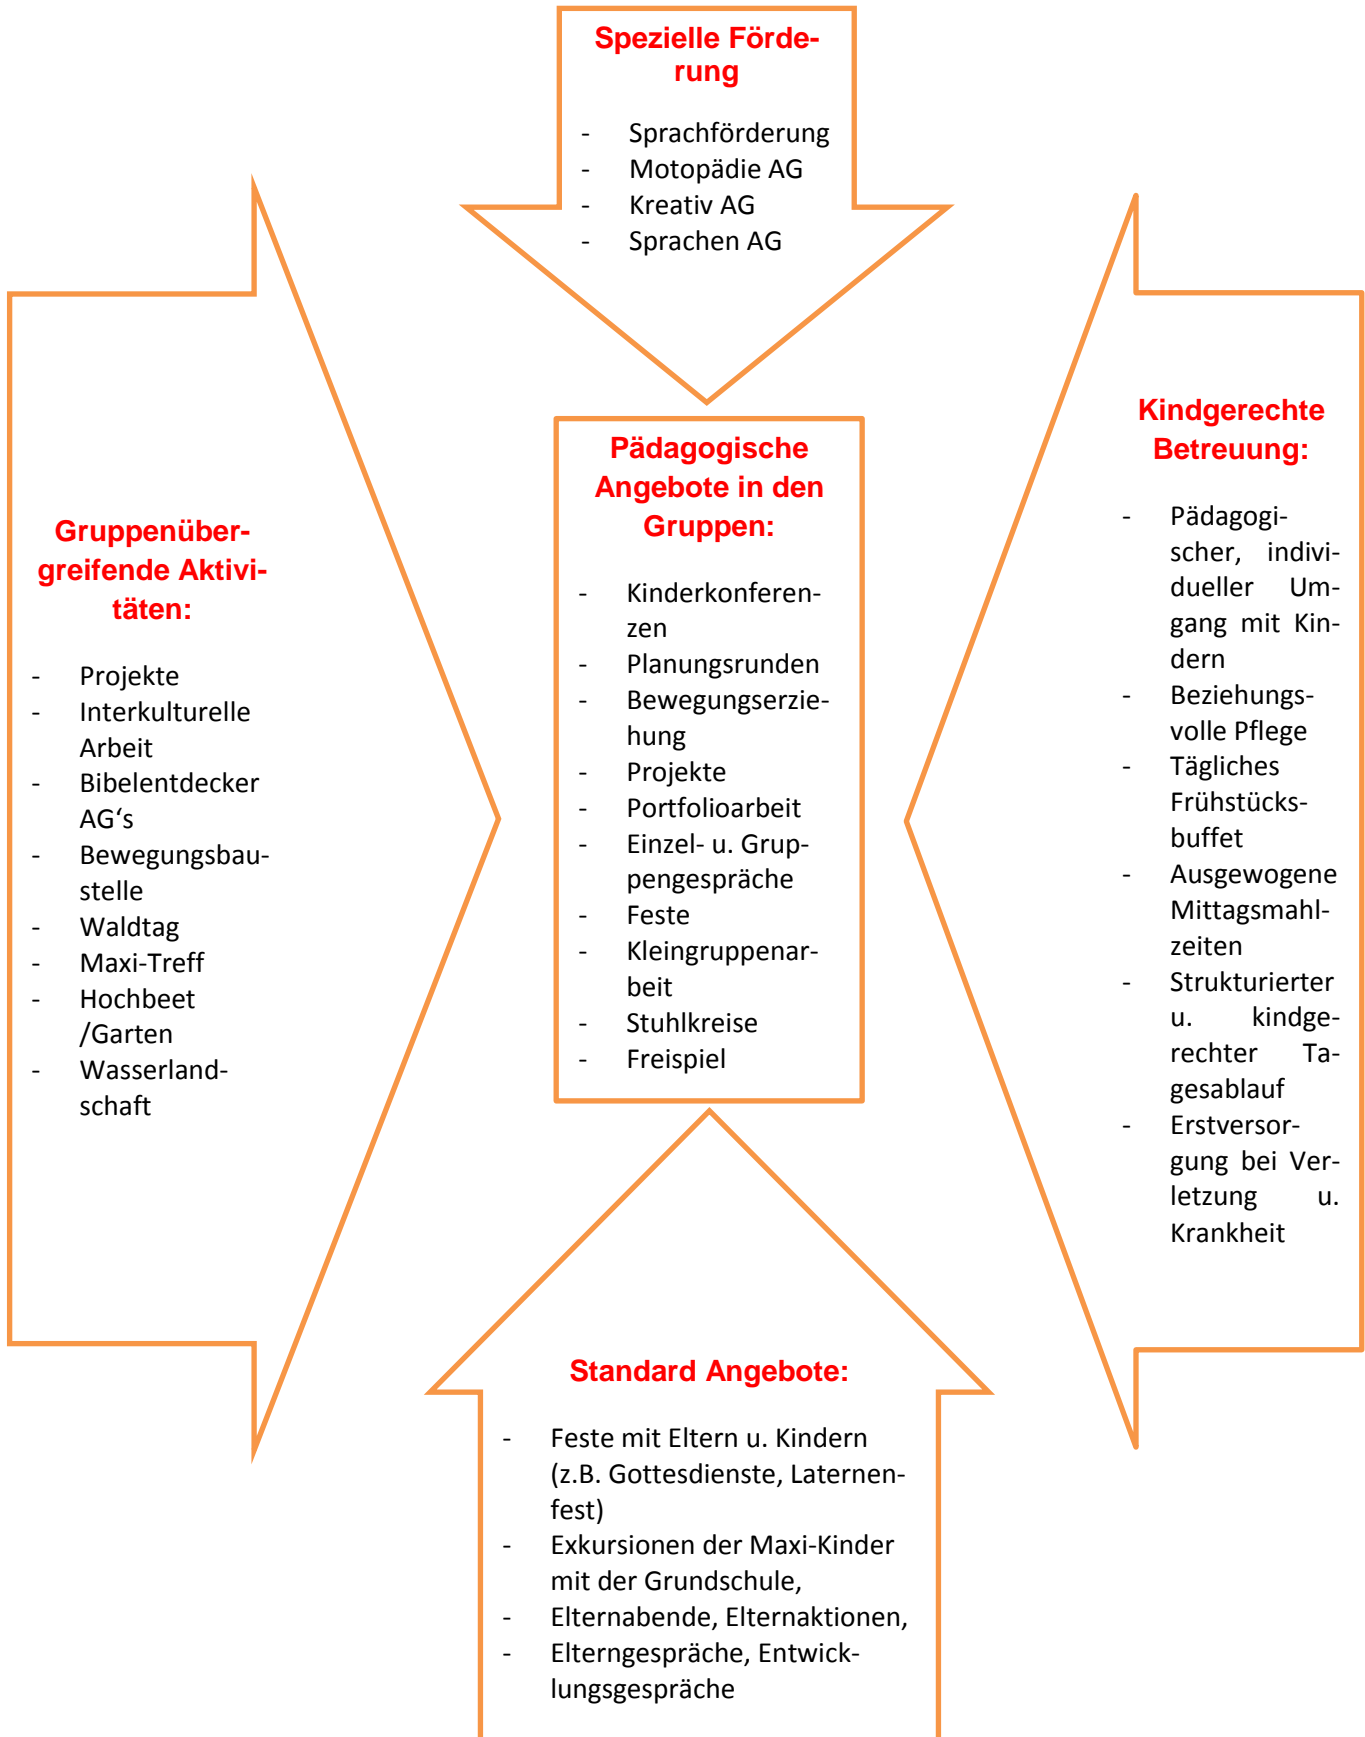 Spezielle Förde-
rung
- Sprachförderung
- Motopädie AG
- Kreativ AG
- Sprachen AG
Gruppenüber-
greifende Aktivi-
täten:
- Projekte
- Interkulturelle
Arbeit
- Bibelentdecker
AG‘s
- Bewegungsbau-
stelle
- Waldtag
- Maxi-Treff
- Hochbeet
/Garten
- Wasserland-
schaft
Pädagogische
Angebote in den
Gruppen:
- Kinderkonferen-
zen
- Planungsrunden
- Bewegungserzie-
hung
- Projekte
- Portfolioarbeit
- Einzel- u. Grup-
pengespräche
- Feste
- Kleingruppenar-
beit
- Stuhlkreise
- Freispiel
Kindgerechte
Betreuung:
- Pädagogi-
scher, indivi-
dueller Um-
gang mit Kin-
dern
- Beziehungs-
volle Pflege
- Tägliches
Frühstücks-
buffet
- Ausgewogene
Mittagsmahl-
zeiten
- Strukturierter
u. kindge-
rechter Ta-
gesablauf
- Erstversor-
gung bei Ver-
letzung u.
Krankheit
Standard Angebote:
- Feste mit Eltern u. Kindern
(z.B. Gottesdienste, Laternen-
fest)
- Exkursionen der Maxi-Kinder
mit der Grundschule,
- Elternabende, Elternaktionen,
- Elterngespräche, Entwick-
lungsgespräche